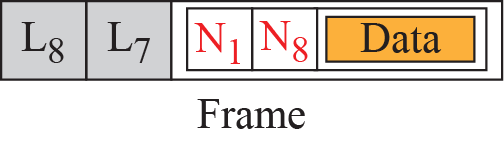 L₈ L₇ N₁ N₈ Data
Frame